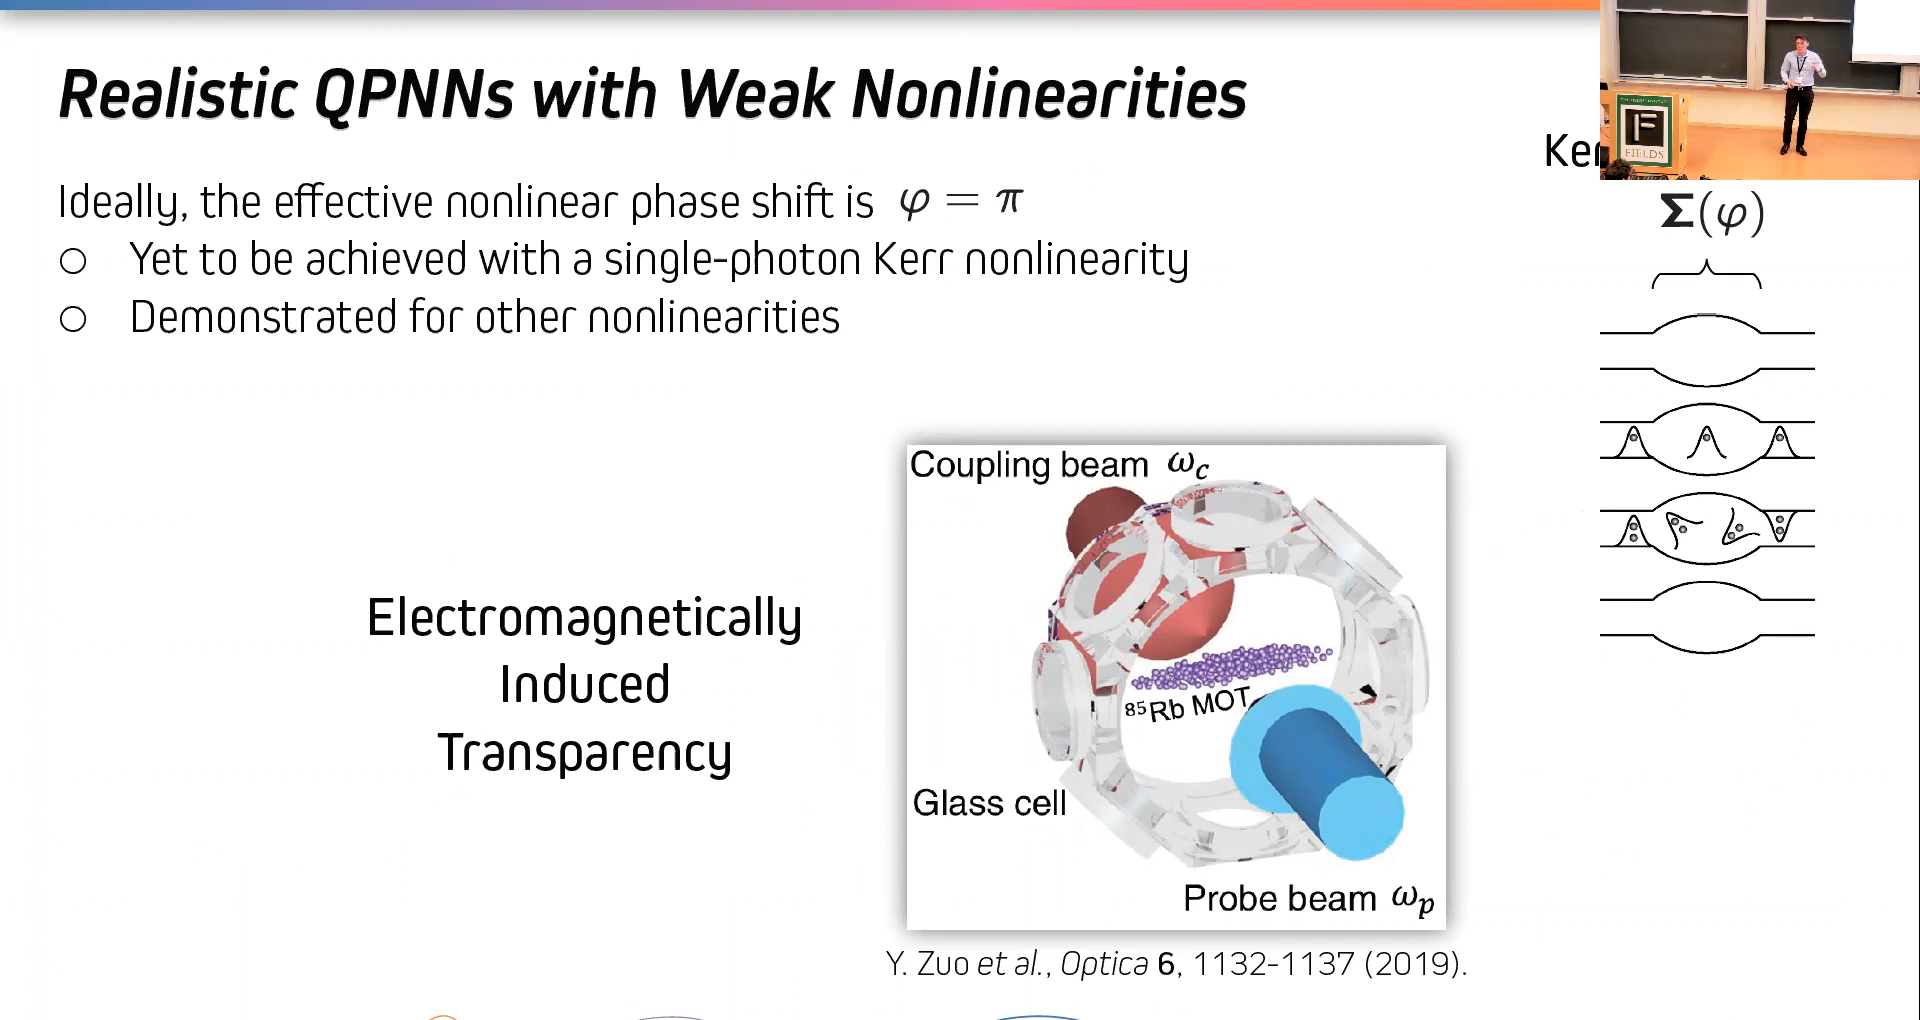 Realistic QPNNs with Weak Nonlinearities
Ideally, the effective nonlinear phase shift is φ = π
○ Yet to be achieved with a single-photon Kerr nonlinearity
○ Demonstrated for other nonlinearities
Electromagnetically
Induced
Transparency
Coupling beam ω_c
⁸⁵Rb MOT
Glass cell
Probe beam ω_p
Y. Zuo et al., Optica 6, 1132-1137 (2019).
Σ(φ)
F
FIELDS